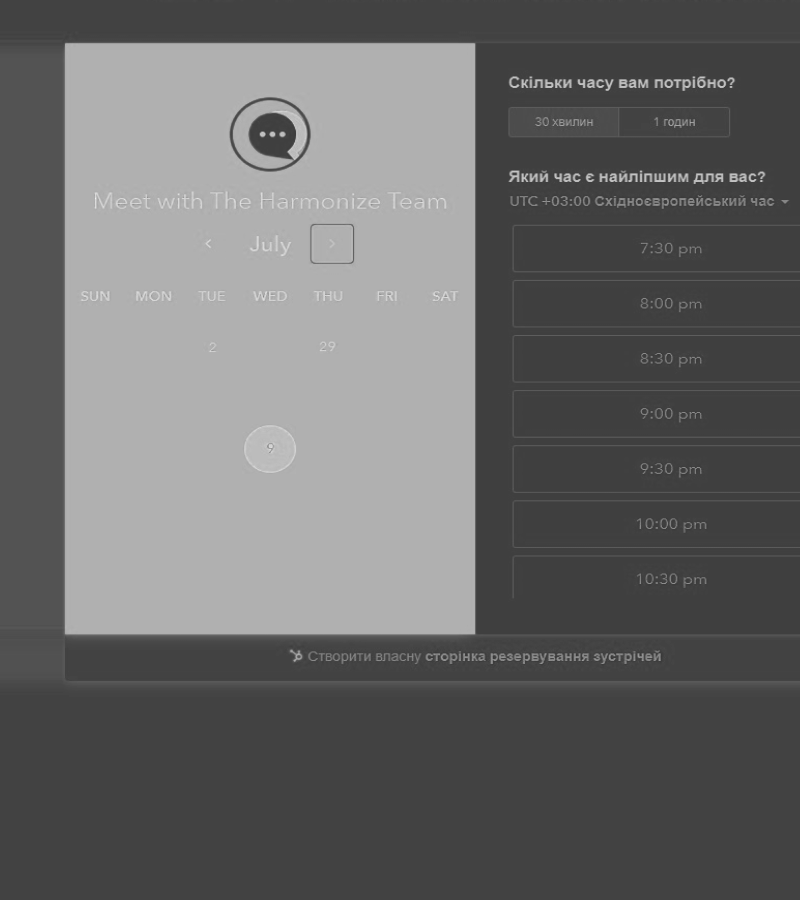 Meet with The Harmonize Team
July
SUN MON TUE WED THU FRI SAT
2 29
9
Скільки часу вам потрібно?
30 хвилин 1 годин
Який час є найліпшим для вас?
UTC +03:00 Східноєвропейський час
7:30 pm
8:00 pm
8:30 pm
9:00 pm
9:30 pm
10:00 pm
10:30 pm
Створити власну сторінка резервування зустрічей